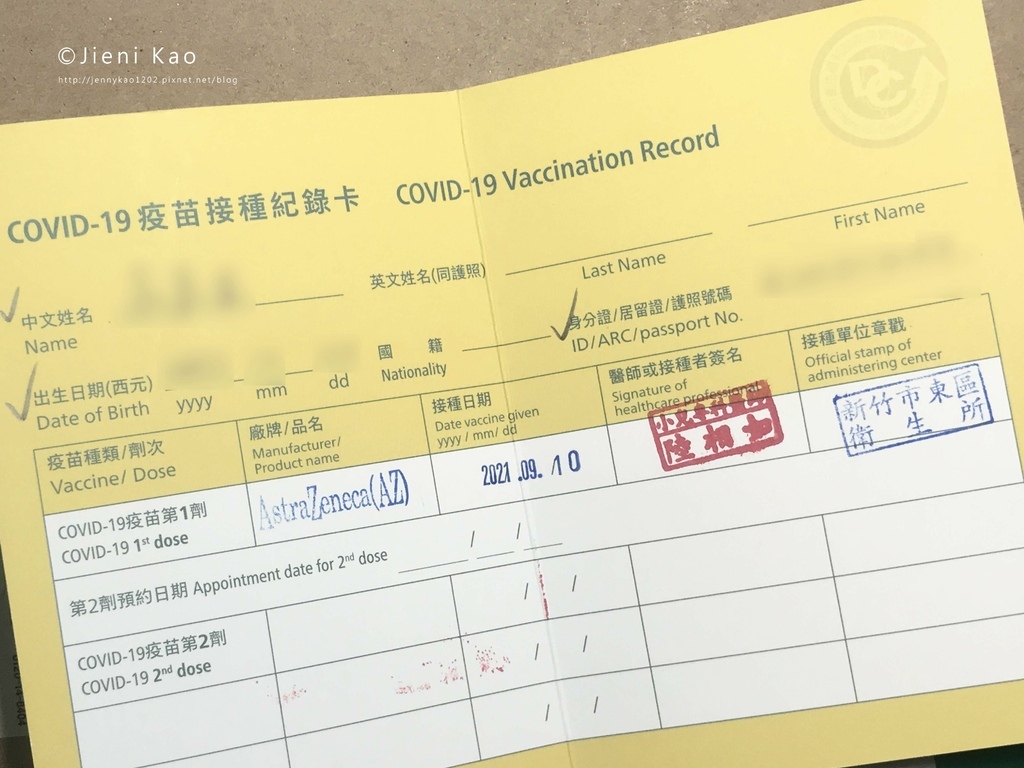 ©Jieni Kao
http://jennykao1202.pixnet.net/blog
COVID-19疫苗接種紀錄卡 COVID-19 Vaccination Record
中文姓名
Name
英文姓名(同護照)
Last Name
First Name
出生日期(西元)
Date of Birth
yyyy
mm
dd
國籍
Nationality
身分證/居留證/護照號碼
ID/ARC/passport No.
疫苗種類/劑次
Vaccine/ Dose
廠牌/品名
Manufacturer/
Product name
接種日期
Date vaccine given
yyyy / mm/ dd
醫師或接種者簽名
Signature of
healthcare professional
接種單位章戳
Official stamp of
administering center
COVID-19疫苗第1劑
COVID-19 1st dose
AstraZeneca(AZ)
2021.09.10
新竹市東區
衛生所
第2劑預約日期 Appointment date for 2nd dose / /
COVID-19疫苗第2劑
COVID-19 2nd dose
/ /
/ /
/ /